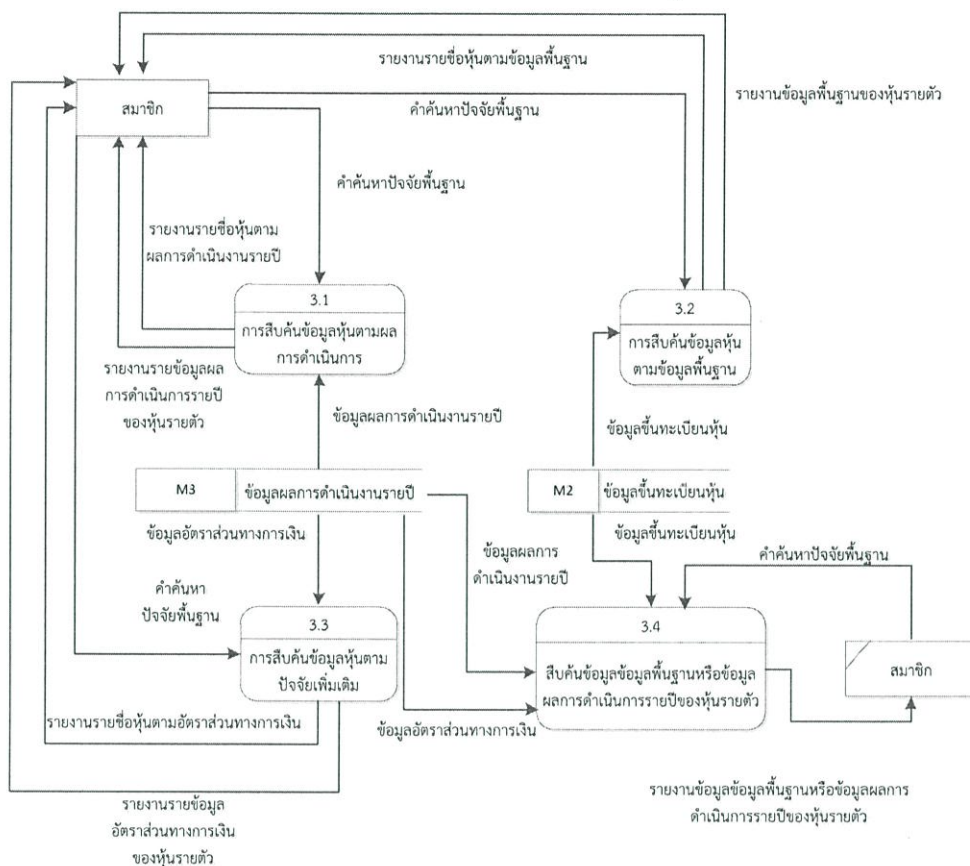 รายงานรายชื่อหุ้นตามข้อมูลพื้นฐาน
รายงานข้อมูลพื้นฐานของหุ้นรายตัว
สมาชิก
คำค้นหาปัจจัยพื้นฐาน
คำค้นหาปัจจัยพื้นฐาน
รายงานรายชื่อหุ้นตาม
ผลการดำเนินงานรายปี
3.1
การสืบค้นข้อมูลหุ้นตามผล
การดำเนินการ
3.2
การสืบค้นข้อมูลหุ้น
ตามข้อมูลพื้นฐาน
รายงานรายข้อมูลผล
การดำเนินการรายปี
ของหุ้นรายตัว
ข้อมูลผลการดำเนินงานรายปี
ข้อมูลขึ้นทะเบียนหุ้น
M3
ข้อมูลผลการดำเนินงานรายปี
M2
ข้อมูลขึ้นทะเบียนหุ้น
ข้อมูลอัตราส่วนทางการเงิน
ข้อมูลขึ้นทะเบียนหุ้น
ข้อมูลผลการ
ดำเนินงานรายปี
คำค้นหาปัจจัยพื้นฐาน
คำค้นหา
ปัจจัยพื้นฐาน
3.3
การสืบค้นข้อมูลหุ้นตาม
ปัจจัยเพิ่มเติม
3.4
สืบค้นข้อมูลข้อมูลพื้นฐานหรือข้อมูล
ผลการดำเนินการรายปีของหุ้นรายตัว
สมาชิก
รายงานรายชื่อหุ้นตามอัตราส่วนทางการเงิน
ข้อมูลอัตราส่วนทางการเงิน
รายงานรายข้อมูล
อัตราส่วนทางการเงิน
ของหุ้นรายตัว
รายงานข้อมูลข้อมูลพื้นฐานหรือข้อมูลผลการ
ดำเนินการรายปีของหุ้นรายตัว